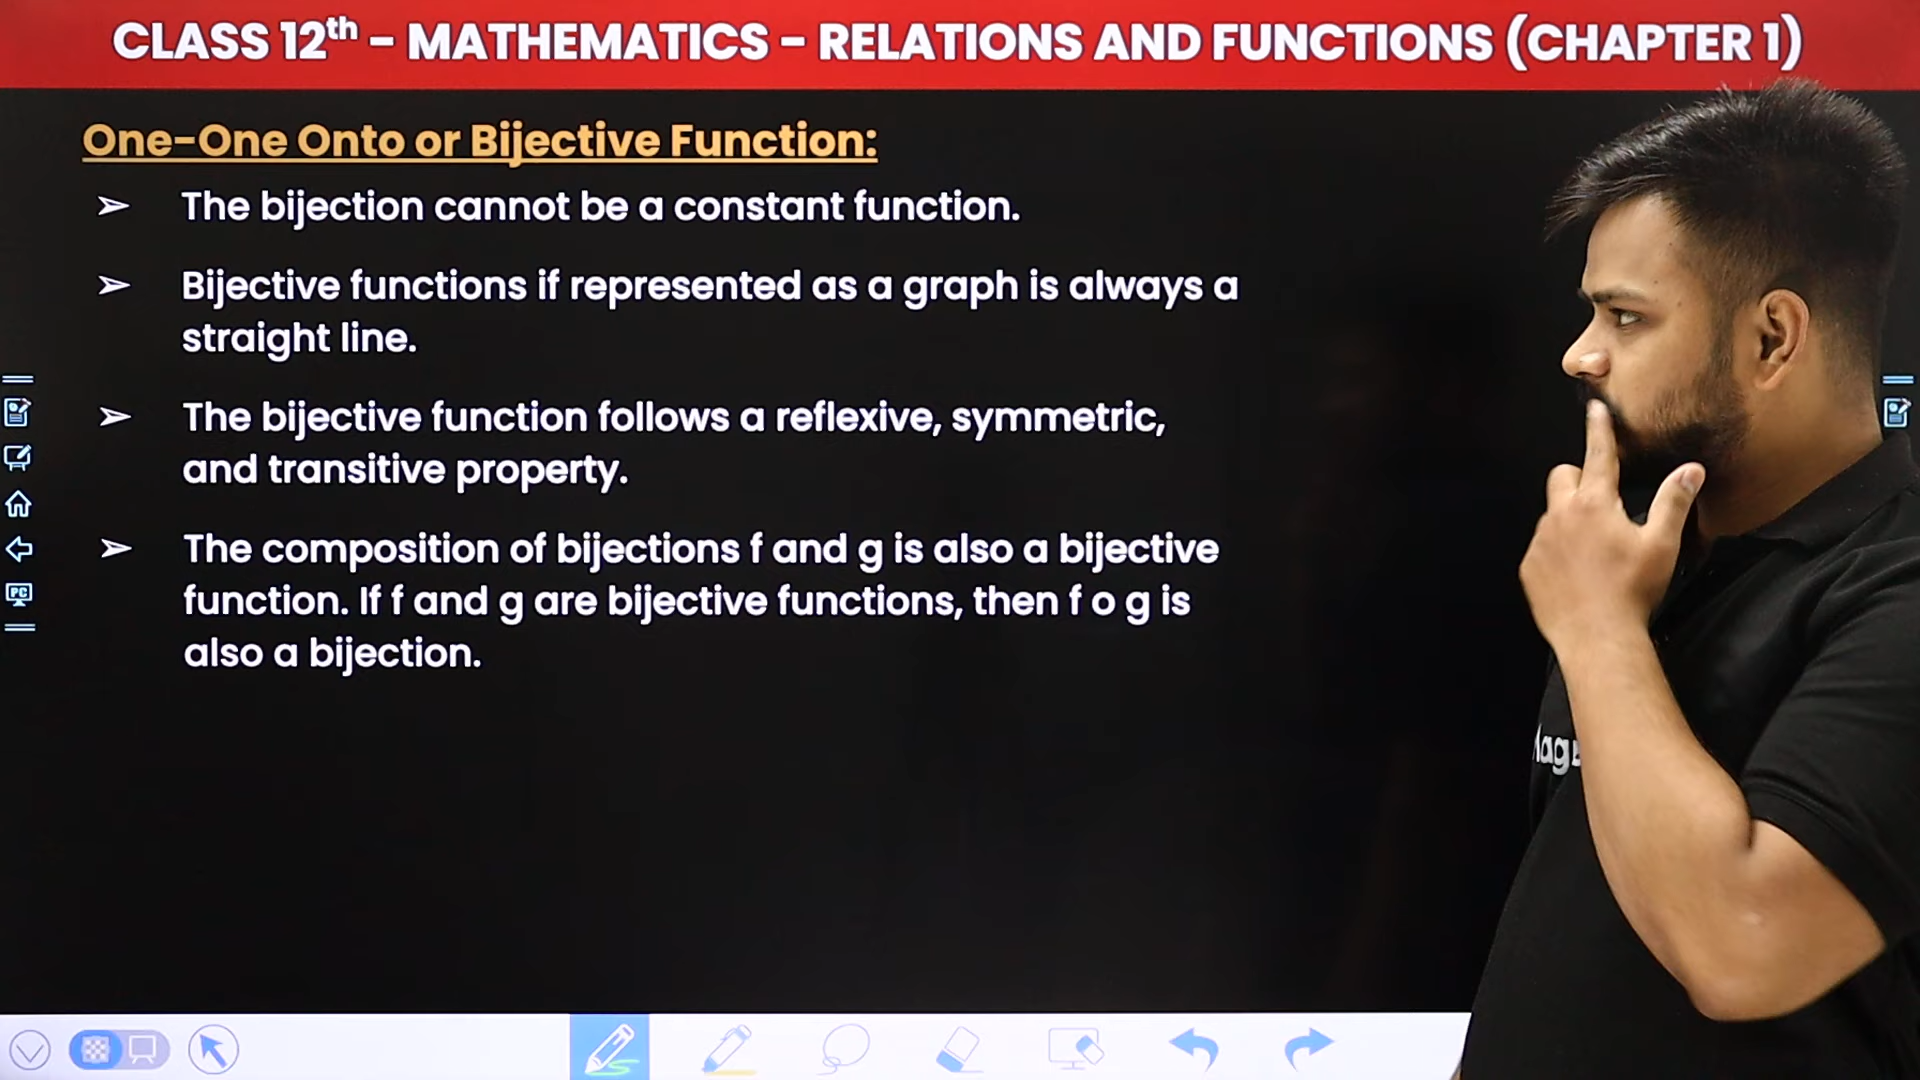 CLASS 12th - MATHEMATICS - RELATIONS AND FUNCTIONS (CHAPTER 1)
One-One Onto or Bijective Function:
➢ The bijection cannot be a constant function.
➢ Bijective functions if represented as a graph is always a
straight line.
➢ The bijective function follows a reflexive, symmetric,
and transitive property.
➢ The composition of bijections f and g is also a bijective
function. If f and g are bijective functions, then f o g is
also a bijection.
PC